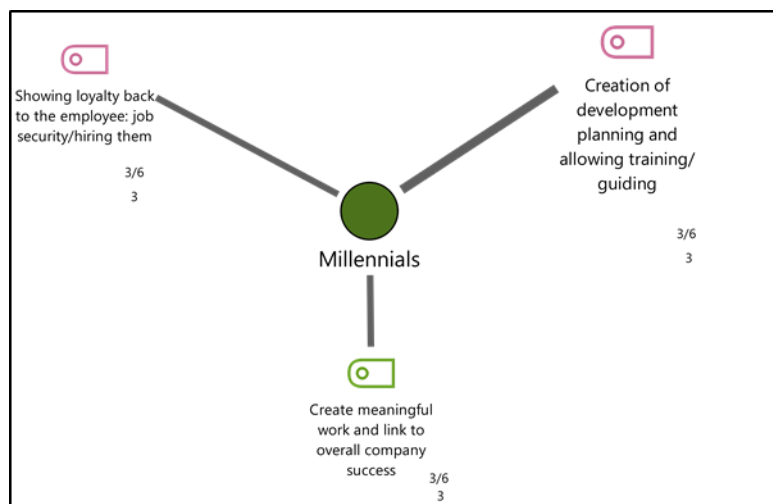 Showing loyalty back
to the employee: job
security/hiring them
3/6
3
Creation of
development
planning and
allowing training/
guiding
3/6
3
Millennials
Create meaningful
work and link to
overall company
success
3/6
3